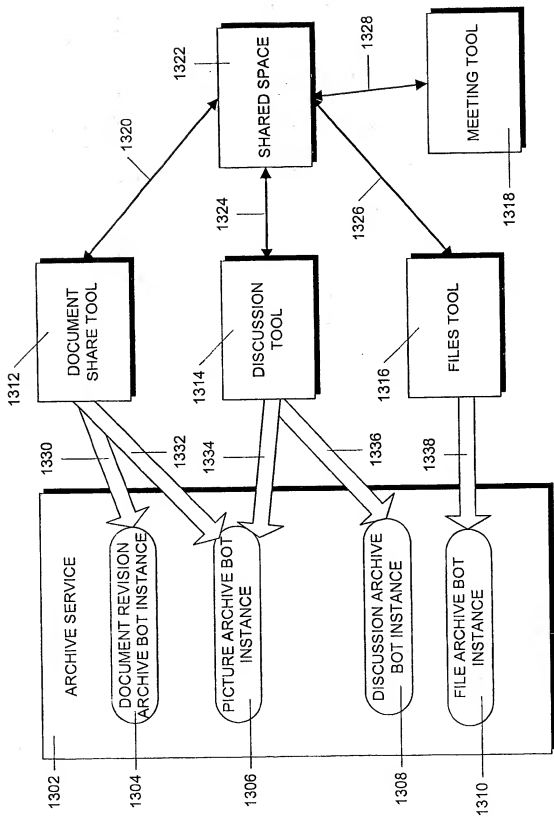 ARCHIVE SERVICE
1302
DOCUMENT REVISION
ARCHIVE BOT INSTANCE
1304
PICTURE ARCHIVE BOT
INSTANCE
1306
DISCUSSION ARCHIVE
BOT INSTANCE
1308
FILE ARCHIVE BOT
INSTANCE
1310
1330
1332
1334
1336
1338
DOCUMENT
SHARE TOOL
1312
DISCUSSION
TOOL
1314
FILES TOOL
1316
1320
1324
1326
1328
SHARED SPACE
1322
MEETING TOOL
1318